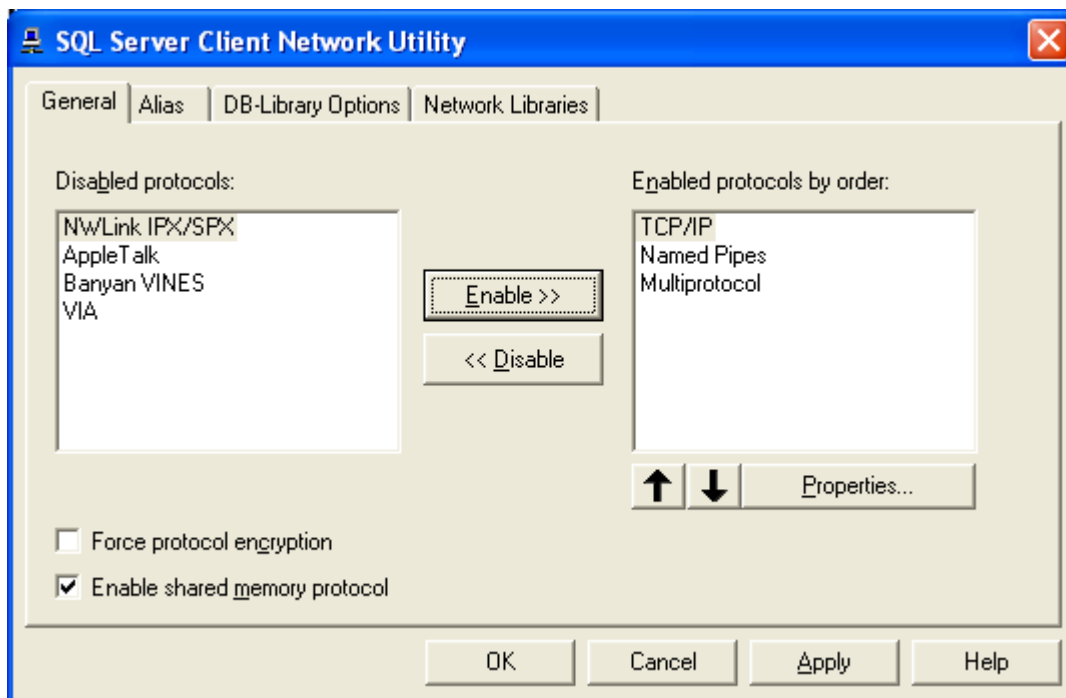 SQL Server Client Network Utility
General Alias DB-Library Options Network Libraries
Disabled protocols: Enabled protocols by order:
NWLink IPX/SPX
AppleTalk
Banyan VINES
VIA
Enable >>
<< Disable
TCP/IP
Named Pipes
Multiprotocol
Properties...
Force protocol encryption
Enable shared memory protocol
OK Cancel Apply Help